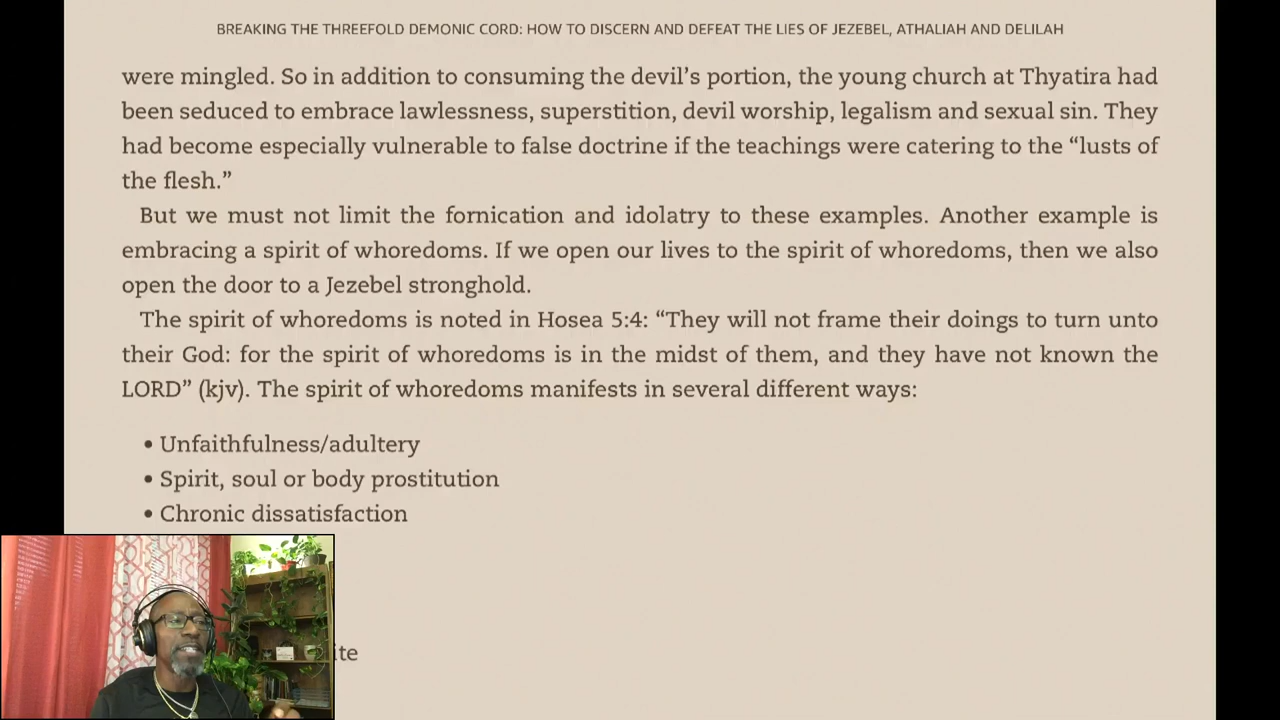 BREAKING THE THREEFOLD DEMONIC CORD: HOW TO DISCERN AND DEFEAT THE LIES OF JEZEBEL, ATHALIAH AND DELILAH
were mingled. So in addition to consuming the devil’s portion, the young church at Thyatira had
been seduced to embrace lawlessness, superstition, devil worship, legalism and sexual sin. They
had become especially vulnerable to false doctrine if the teachings were catering to the “lusts of
the flesh.”
But we must not limit the fornication and idolatry to these examples. Another example is
embracing a spirit of whoredoms. If we open our lives to the spirit of whoredoms, then we also
open the door to a Jezebel stronghold.
The spirit of whoredoms is noted in Hosea 5:4: “They will not frame their doings to turn unto
their God: for the spirit of whoredoms is in the midst of them, and they have not known the
LORD” (kjv). The spirit of whoredoms manifests in several different ways:
• Unfaithfulness/adultery
• Spirit, soul or body prostitution
• Chronic dissatisfaction